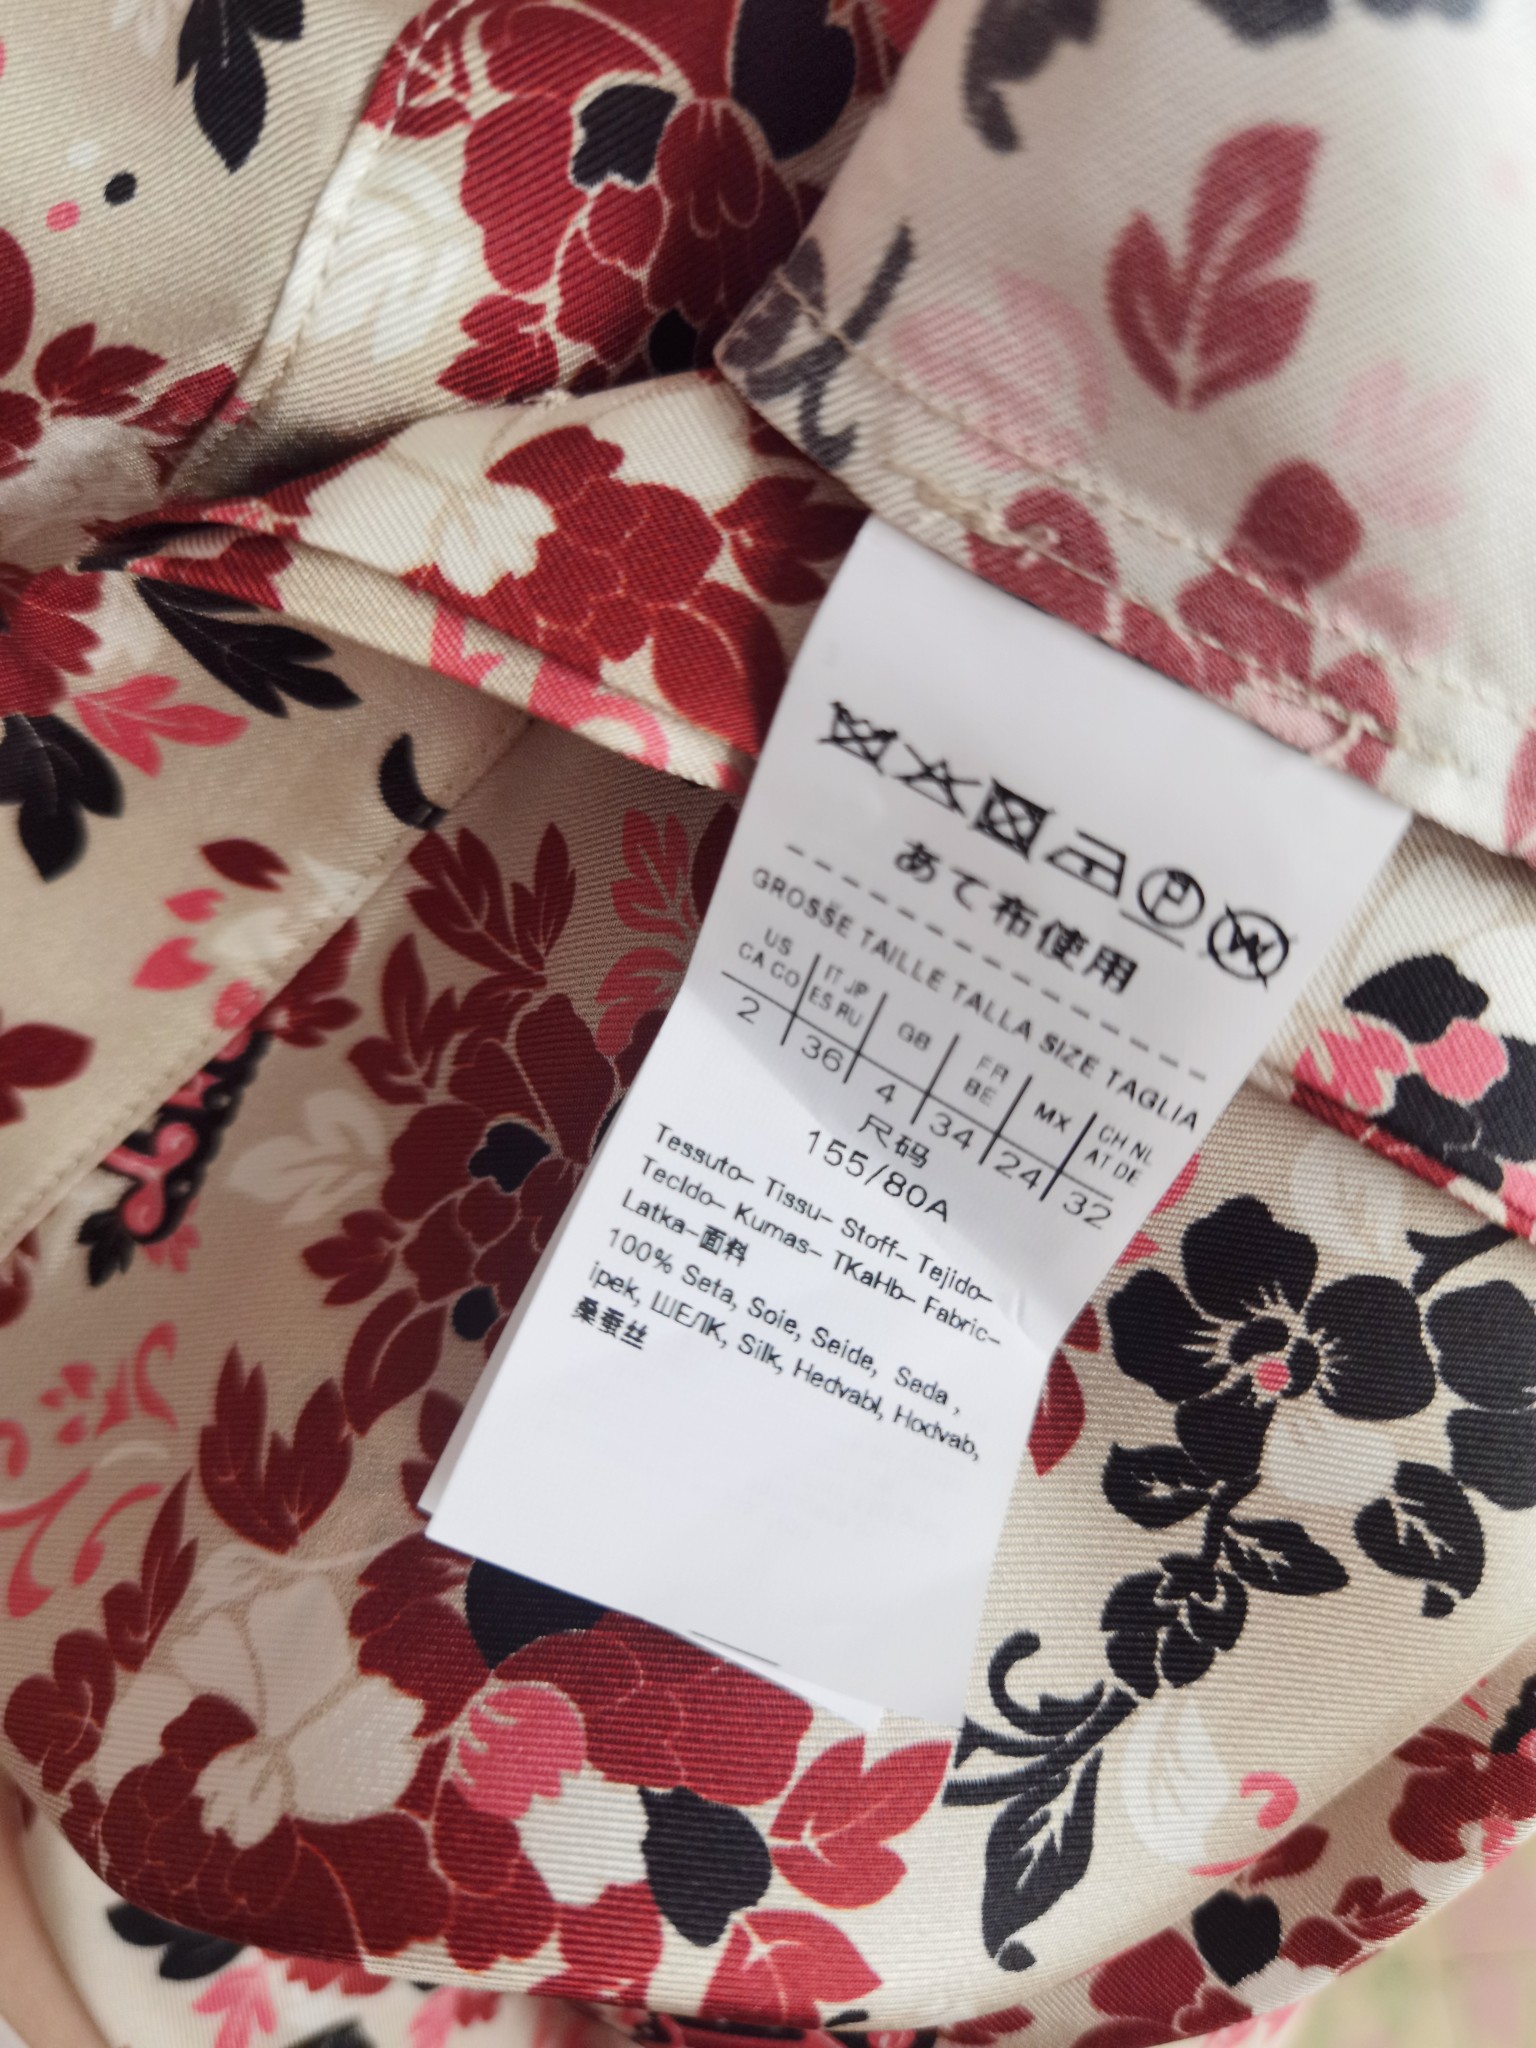 あて布使用
GROSSE TAILLE TALLA SIZE TAGLIA
US IT JP GB FR MX CH NL
CA CO ES RU BE AT DE
2 36 4 34 24 32
尺码
155/80A
Tessuto- Tissu- Stoff- Tejido-
Tecldo- Kumas- TKaHb- Fabric-
Latka-面料
100% Seta, Soie, Seide, Seda,
ipek, ШЕЛК, Silk, Hedvabl, Hodvab,
桑蚕丝